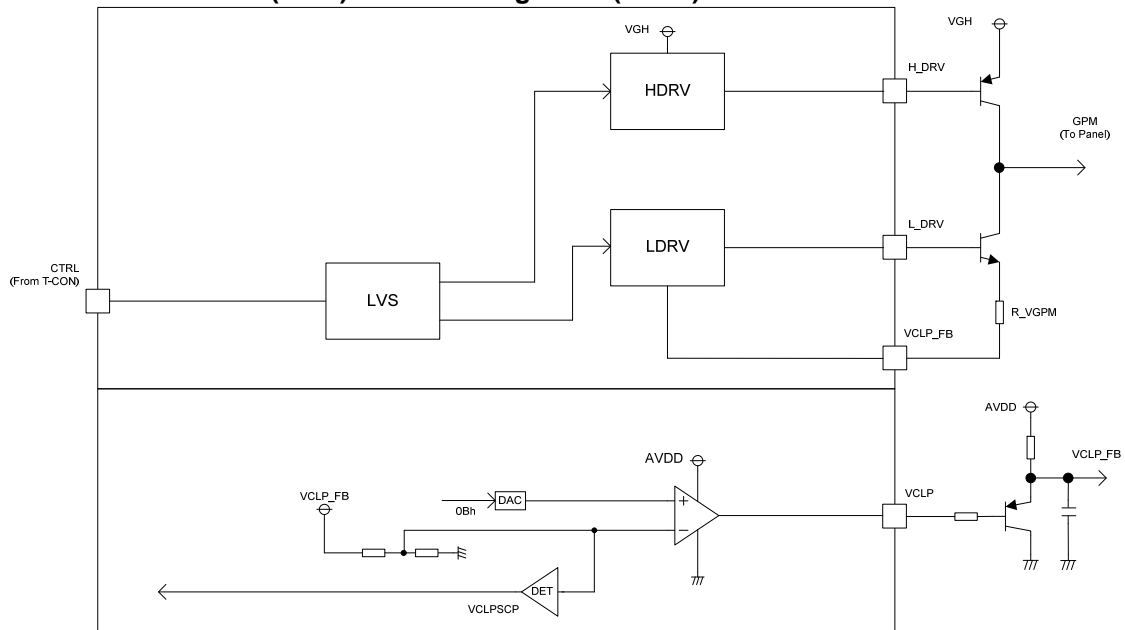 VGH
VGH
HDRV
H_DRV
GPM
(To Panel)
LDRV
L_DRV
CTRL
(From T-CON)
LVS
R_VGPM
VCLP_FB
AVDD
VCLP_FB
AVDD
VCLP_FB
DAC
0Bh
+
-
VCLP
DET
VCLPSCP